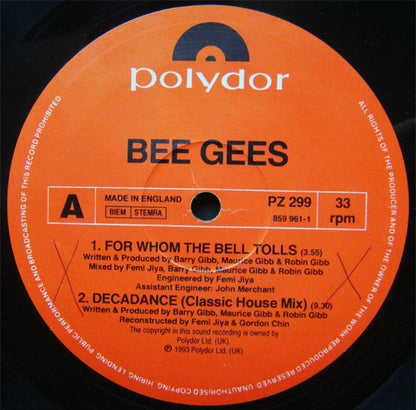 polydor
BEE GEES
A
MADE IN ENGLAND
BIEM STEMRA
PZ 299
859 961-1
33
rpm
1. FOR WHOM THE BELL TOLLS (3.55)
Written & Produced by Barry Gibb, Maurice Gibb & Robin Gibb
Mixed by Femi Jiya, Barry Gibb, Maurice Gibb & Robin Gibb
Engineered by Femi Jiya
Assistant Engineer: John Merchant
2. DECADANCE (Classic House Mix) (9.30)
Written & Produced by Barry Gibb, Maurice Gibb & Robin Gibb
Reconstructed by Femi Jiya & Gordon Chin
The copyright in this sound recording is owned by
Polydor Ltd. (UK)
℗ 1993 Polydor Ltd. (UK)
ALL RIGHTS OF THE PRODUCER AND OF THE OWNER OF THE WORK REPRODUCED RESERVED UNAUTHORISED COPYING HIRING LENDING PUBLIC PERFORMANCE AND BROADCASTING OF THIS RECORD PROHIBITED